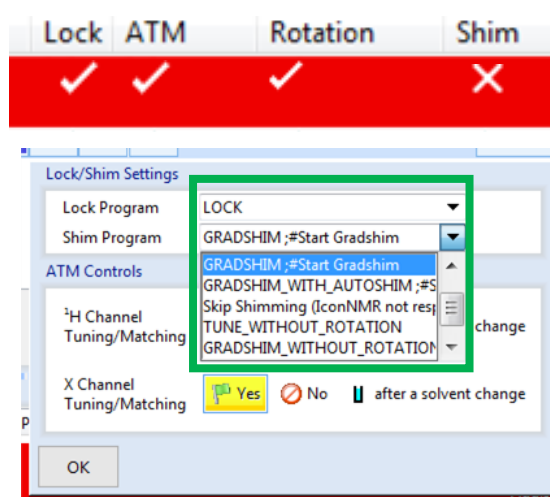 Lock ATM Rotation Shim
Lock/Shim Settings
Lock Program LOCK
Shim Program GRADSHIM ;#Start Gradshim
GRADSHIM ;#Start Gradshim
ATM Controls
GRADSHIM_WITH_AUTOSHIM ;#S
Skip Shimming (IconNMR not resp
¹H Channel
Tuning/Matching
TUNE_WITHOUT_ROTATION
change
GRADSHIM_WITHOUT_ROTATION
X Channel
Tuning/Matching
Yes No after a solvent change
OK